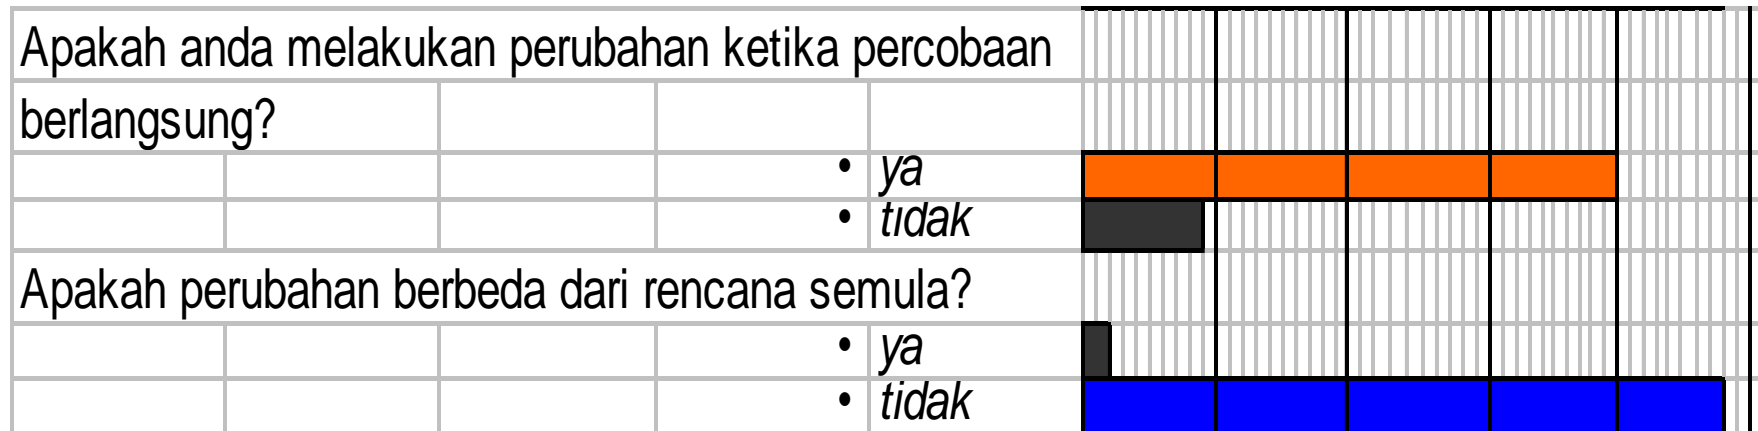 Apakah anda melakukan perubahan ketika percobaan
berlangsung?
• ya
• tidak
Apakah perubahan berbeda dari rencana semula?
• ya
• tidak